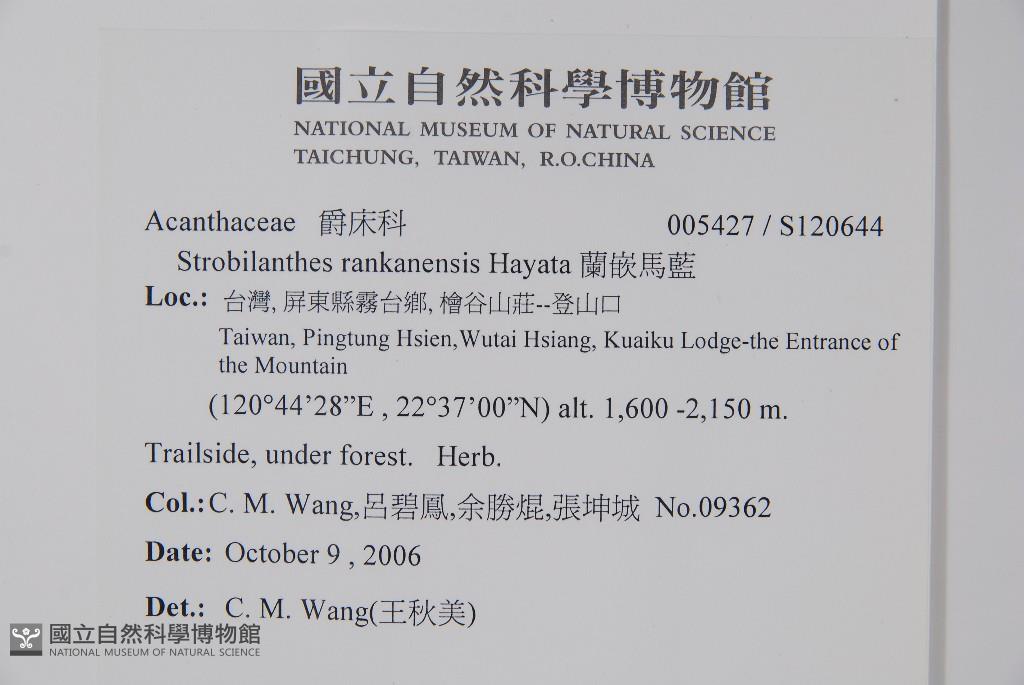 國立自然科學博物館
NATIONAL MUSEUM OF NATURAL SCIENCE
TAICHUNG, TAIWAN, R.O.CHINA
Acanthaceae 爵床科 005427 / S120644
Strobilanthes rankanensis Hayata 蘭嵌馬藍
Loc.: 台灣, 屏東縣霧台鄉, 檜谷山莊--登山口
Taiwan, Pingtung Hsien,Wutai Hsiang, Kuaiku Lodge-the Entrance of
the Mountain
(120°44’28”E , 22°37’00”N) alt. 1,600 -2,150 m.
Trailside, under forest. Herb.
Col.:C. M. Wang,呂碧鳳,余勝焜,張坤城 No.09362
Date: October 9 , 2006
Det.: C. M. Wang(王秋美)
國立自然科學博物館
NATIONAL MUSEUM OF NATURAL SCIENCE